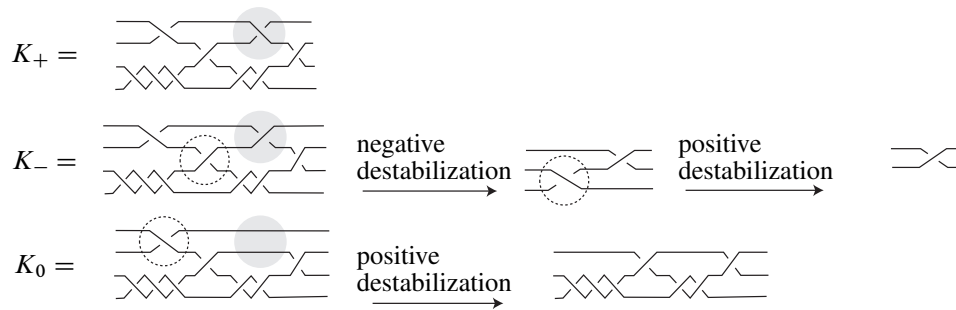 K₊ =
K₋ =
negative
destabilization
positive
destabilization
K₀ =
positive
destabilization